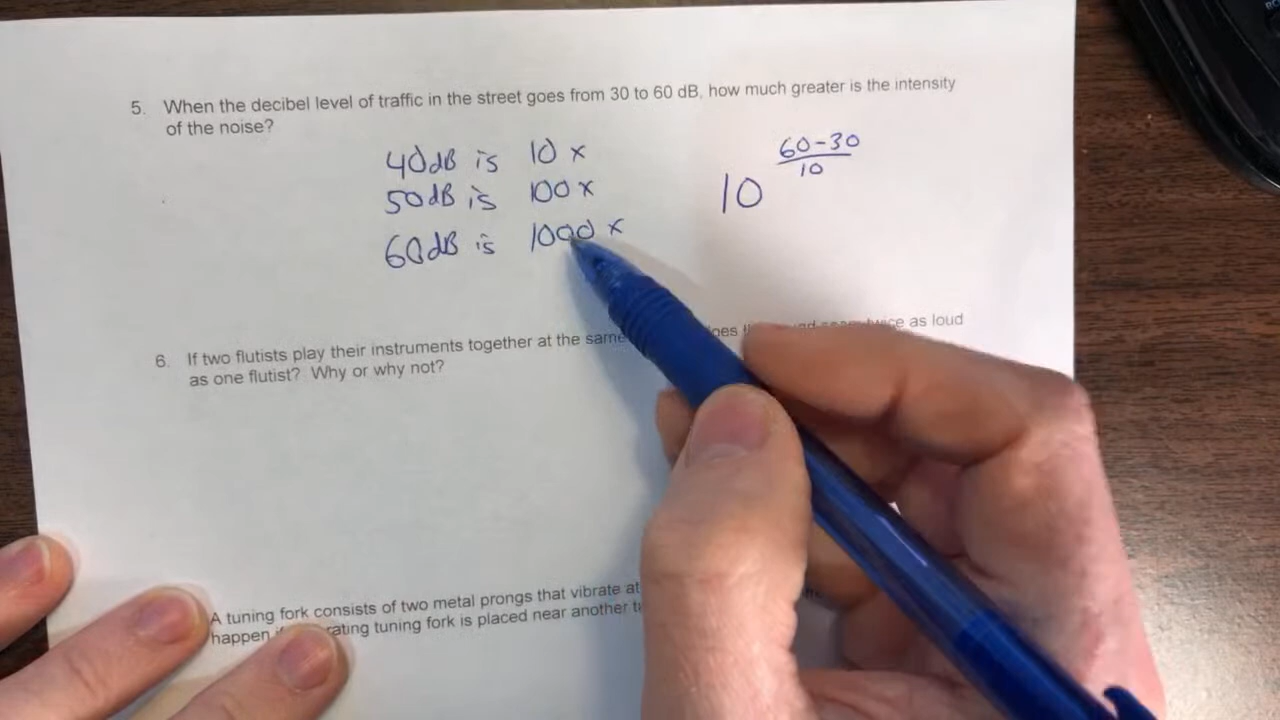 5. When the decibel level of traffic in the street goes from 30 to 60 dB, how much greater is the intensity
of the noise?
40dB is 10 x
50dB is 100 x
60dB is 1000 x
10 60-30
10
6. If two flutists play their instruments together at the same twice as loud
as one flutist? Why or why not?
A tuning fork consists of two metal prongs that vibrate at
happen tuning fork is placed near another